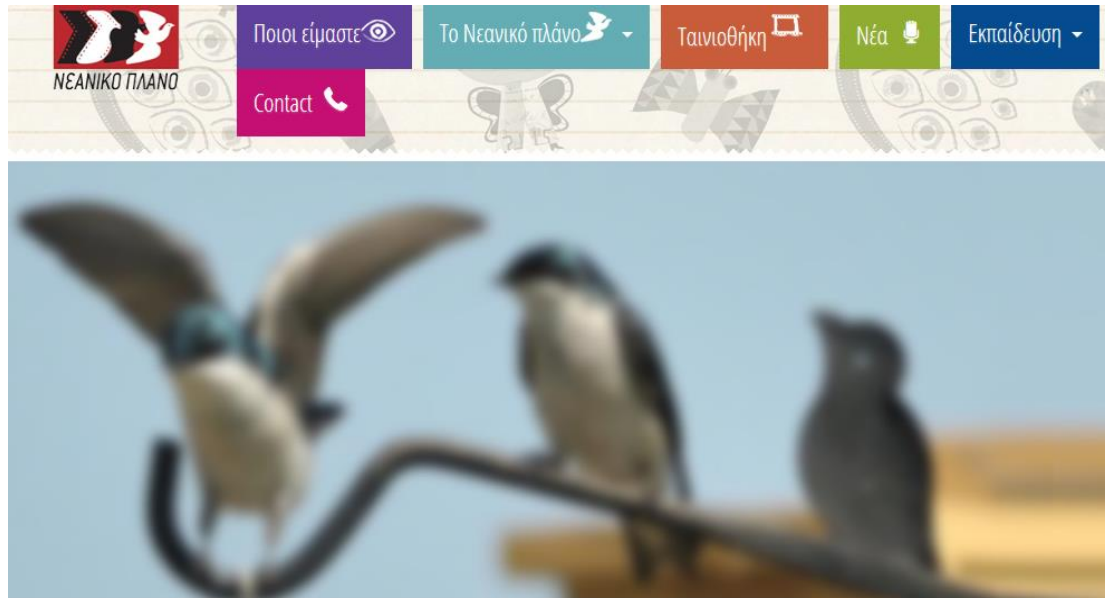 Ποιοι είμαστε
Το Νεανικό πλάνο
Ταινιοθήκη
Νέα
Εκπαίδευση
ΝΕΑΝΙΚΟ ΠΛΑΝΟ
Contact